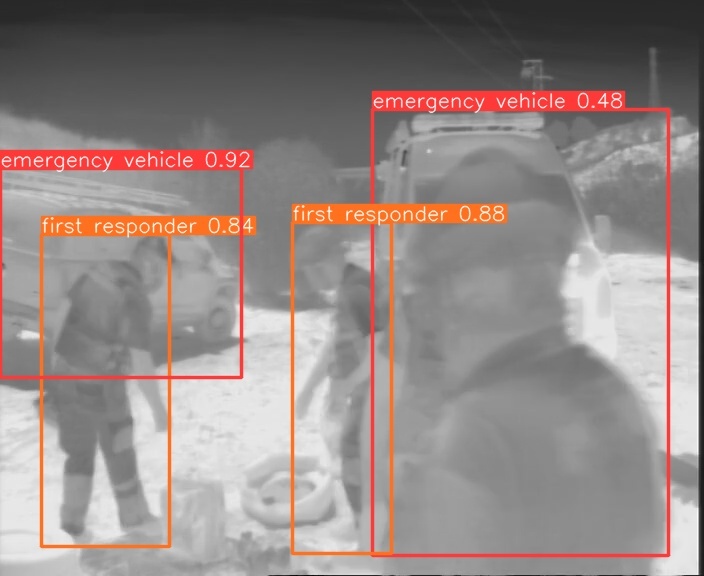 emergency vehicle 0.48
emergency vehicle 0.92
first responder 0.88
first responder 0.84